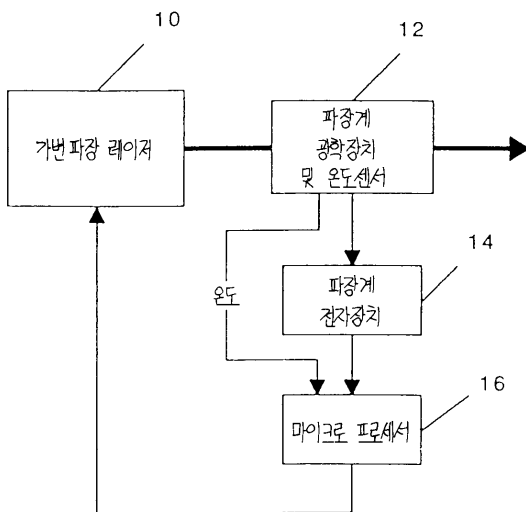 10
12
가변 파장 레이저
파장계
광학장치
및 온도센서
14
온도
파장계
전자장치
16
마이크로 프로세서